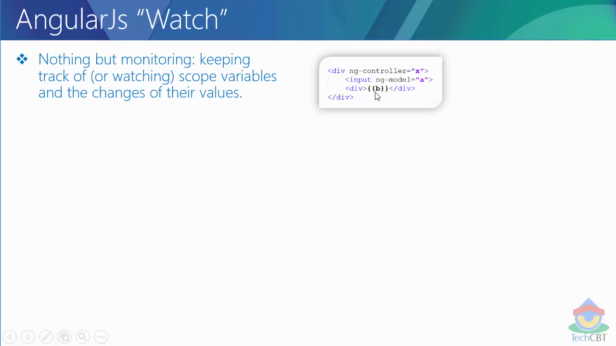 AngularJs “Watch”
Nothing but monitoring: keeping
track of (or watching) scope variables
and the changes of their values.
<div ng-controller="x">
<input ng-model="a">
<div>{{b}}</div>
</div>
TechCBT